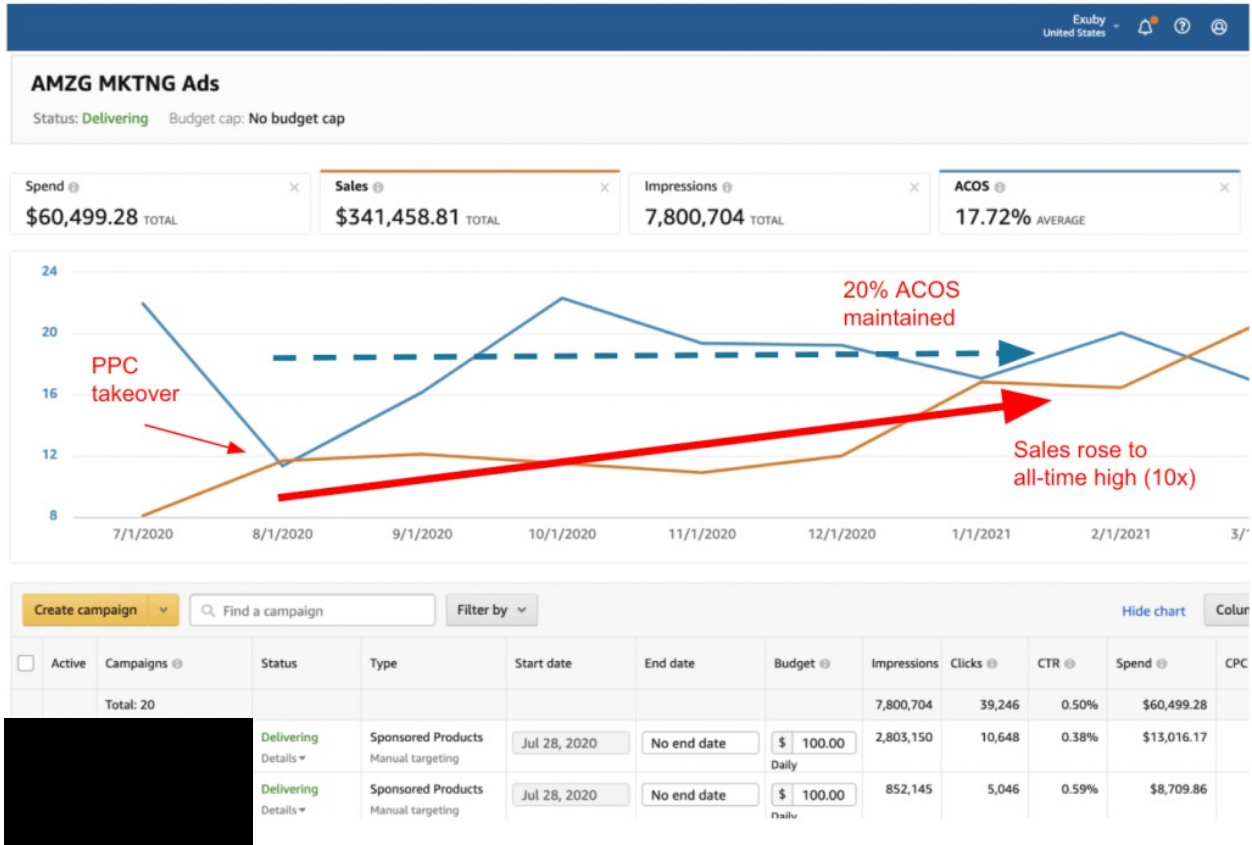 Exuby
United States
AMZG MKTNG Ads
Status: Delivering Budget cap: No budget cap
Spend
$60,499.28 TOTAL
Sales
$341,458.81 TOTAL
Impressions
7,800,704 TOTAL
ACOS
17.72% AVERAGE
24
20
16
12
8
20% ACOS
maintained
PPC
takeover
Sales rose to
all-time high (10x)
7/1/2020 8/1/2020 9/1/2020 10/1/2020 11/1/2020 12/1/2020 1/1/2021 2/1/2021 3/
Create campaign Find a campaign Filter by Hide chart Colum
Active Campaigns Status Type Start date End date Budget Impressions Clicks CTR Spend CPC
Total: 20 7,800,704 39,246 0.50% $60,499.28
Delivering Sponsored Products Jul 28, 2020 No end date $ 100.00 2,803,150 10,648 0.38% $13,016.17
Details Manual targeting Daily
Delivering Sponsored Products Jul 28, 2020 No end date $ 100.00 852,145 5,046 0.59% $8,709.86
Details Manual targeting Daily